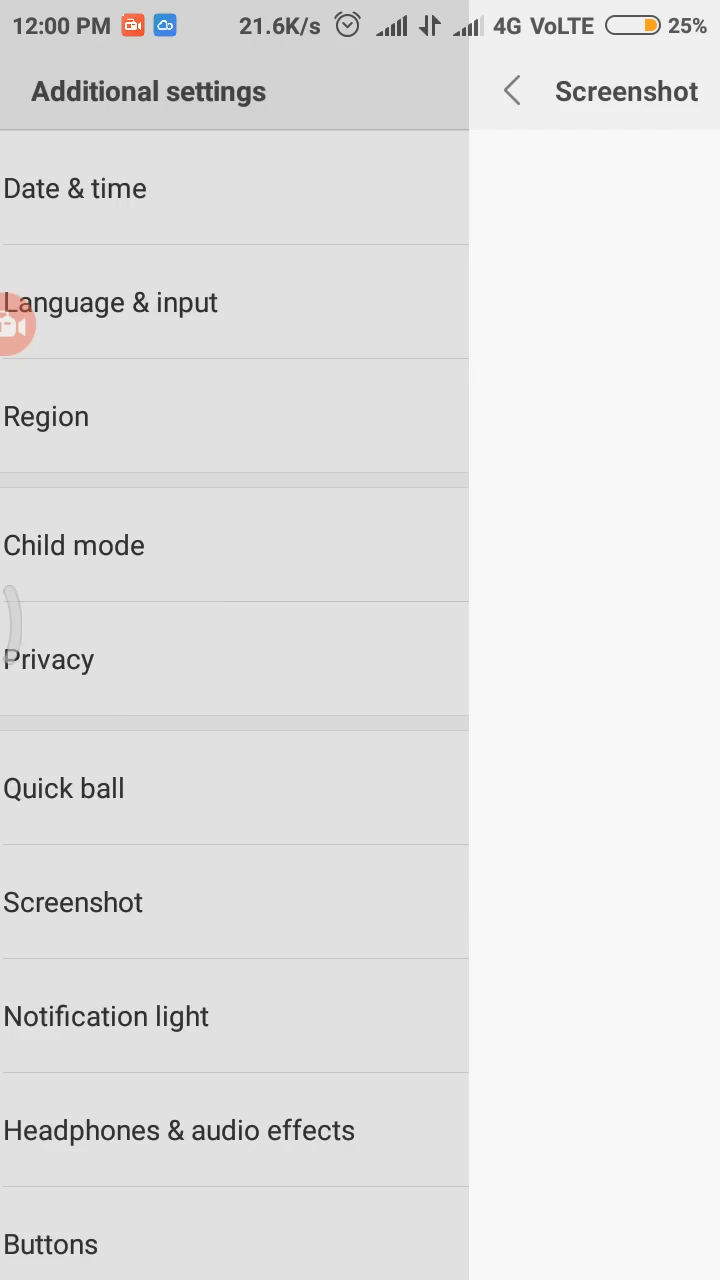 12:00 PM 21.6K/s 4G VoLTE 25%
Additional settings
Screenshot
Date & time
Language & input
Region
Child mode
Privacy
Quick ball
Screenshot
Notification light
Headphones & audio effects
Buttons